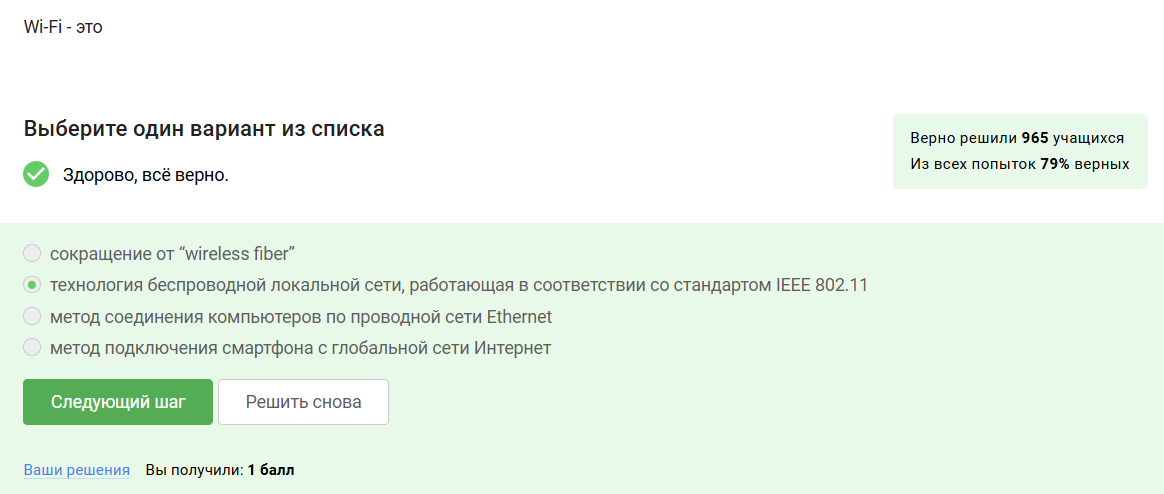 Wi-Fi - это
Выберите один вариант из списка
Здорово, всё верно.
Верно решили 965 учащихся
Из всех попыток 79% верных
сокращение от “wireless fiber”
технология беспроводной локальной сети, работающая в соответствии со стандартом IEEE 802.11
метод соединения компьютеров по проводной сети Ethernet
метод подключения смартфона с глобальной сети Интернет
Следующий шаг Решить снова
Ваши решения Вы получили: 1 балл